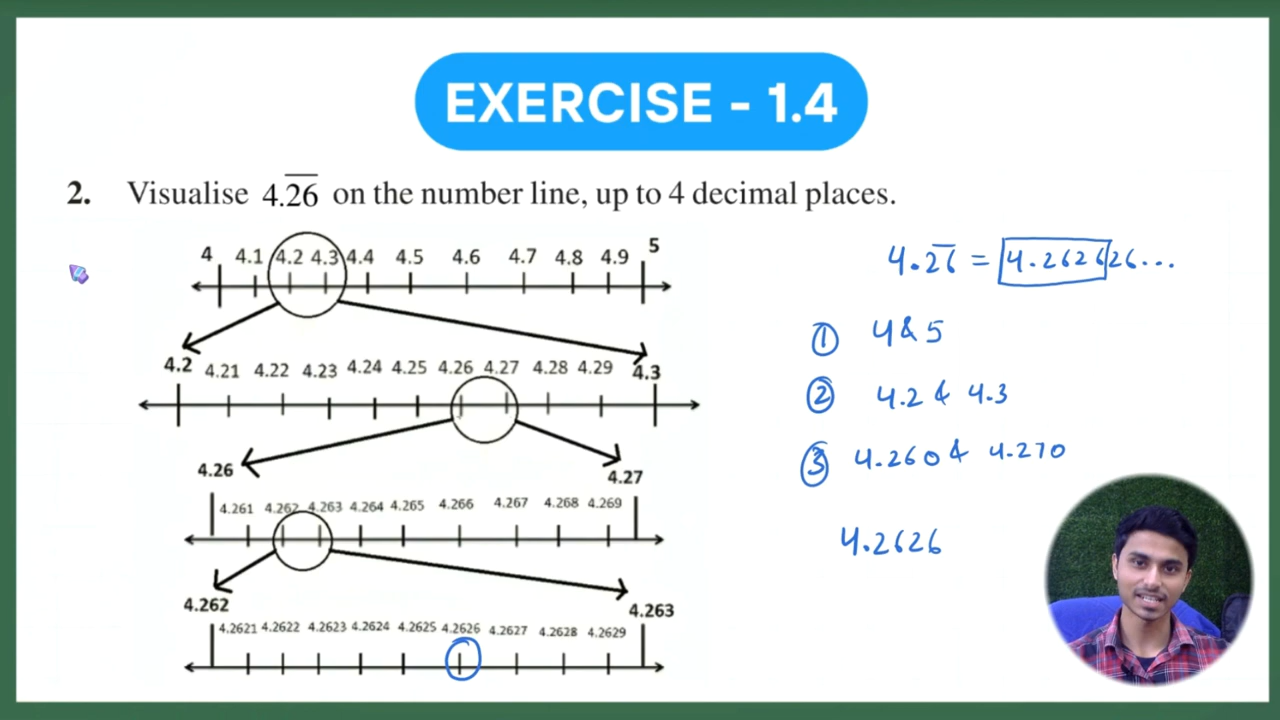 EXERCISE - 1.4
2. Visualise 4.2̅6̅ on the number line, up to 4 decimal places.
4 4.1 4.2 4.3 4.4 4.5 4.6 4.7 4.8 4.9 5
4.2 4.21 4.22 4.23 4.24 4.25 4.26 4.27 4.28 4.29 4.3
4.26 4.27
4.261 4.262 4.263 4.264 4.265 4.266 4.267 4.268 4.269
4.262 4.263
4.2621 4.2622 4.2623 4.2624 4.2625 4.2626 4.2627 4.2628 4.2629
4.2̅6̅ = 4.262626...
① 4 & 5
② 4.2 & 4.3
③ 4.260 & 4.270
4.2626